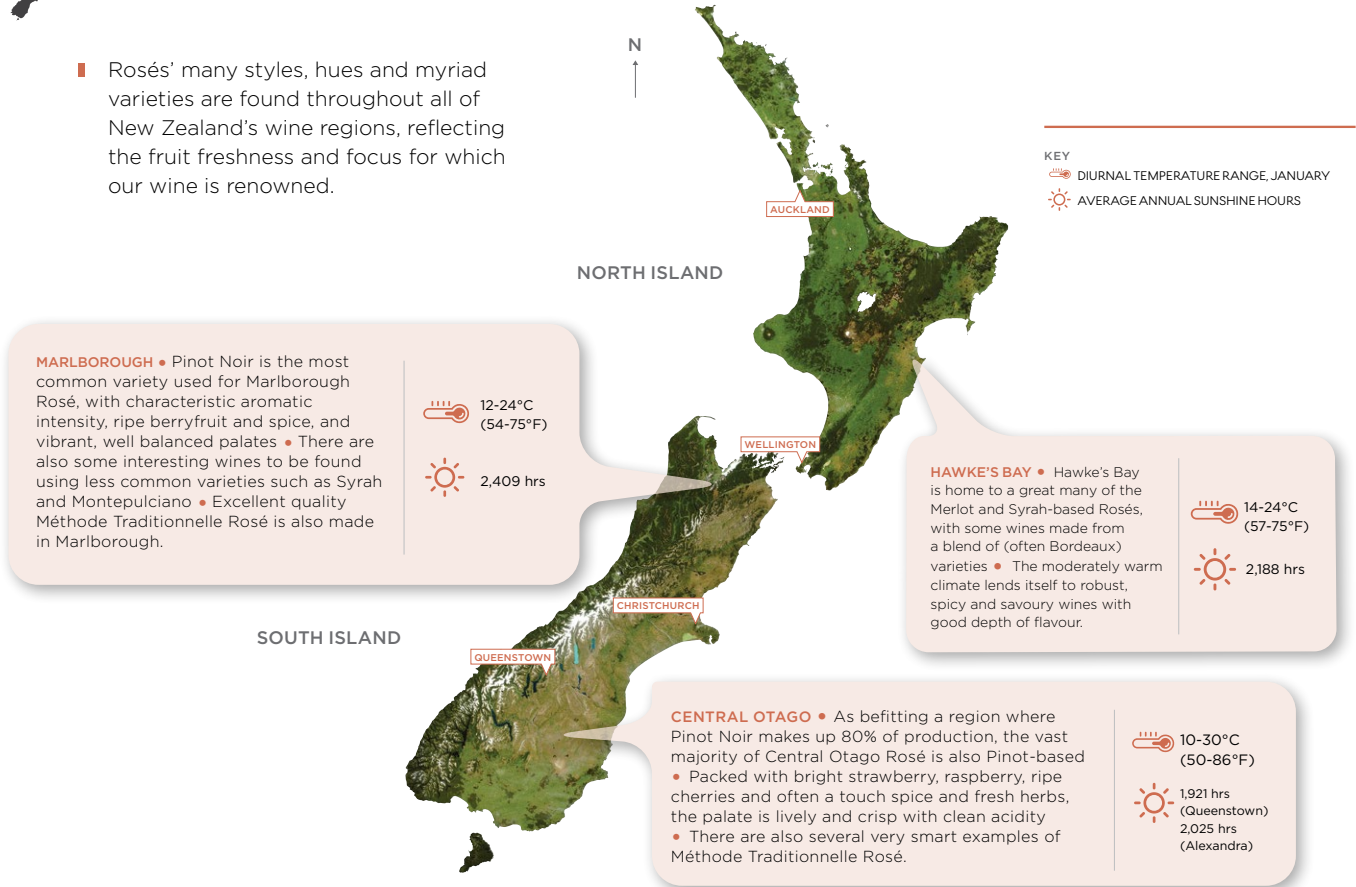 Rosés' many styles, hues and myriad
varieties are found throughout all of
New Zealand's wine regions, reflecting
the fruit freshness and focus for which
our wine is renowned.
N
KEY
DIURNAL TEMPERATURE RANGE, JANUARY
AVERAGE ANNUAL SUNSHINE HOURS
AUCKLAND
NORTH ISLAND
MARLBOROUGH • Pinot Noir is the most
common variety used for Marlborough
Rosé, with characteristic aromatic
intensity, ripe berryfruit and spice, and
vibrant, well balanced palates • There are
also some interesting wines to be found
using less common varieties such as Syrah
and Montepulciano • Excellent quality
Méthode Traditionnelle Rosé is also made
in Marlborough.
12-24°C
(54-75°F)
2,409 hrs
WELLINGTON
HAWKE'S BAY • Hawke's Bay
is home to a great many of the
Merlot and Syrah-based Rosés,
with some wines made from
a blend of (often Bordeaux)
varieties • The moderately warm
climate lends itself to robust,
spicy and savoury wines with
good depth of flavour.
14-24°C
(57-75°F)
2,188 hrs
CHRISTCHURCH
SOUTH ISLAND
QUEENSTOWN
CENTRAL OTAGO • As befitting a region where
Pinot Noir makes up 80% of production, the vast
majority of Central Otago Rosé is also Pinot-based
• Packed with bright strawberry, raspberry, ripe
cherries and often a touch spice and fresh herbs,
the palate is lively and crisp with clean acidity
• There are also several very smart examples of
Méthode Traditionnelle Rosé.
10-30°C
(50-86°F)
1,921 hrs
(Queenstown)
2,025 hrs
(Alexandra)